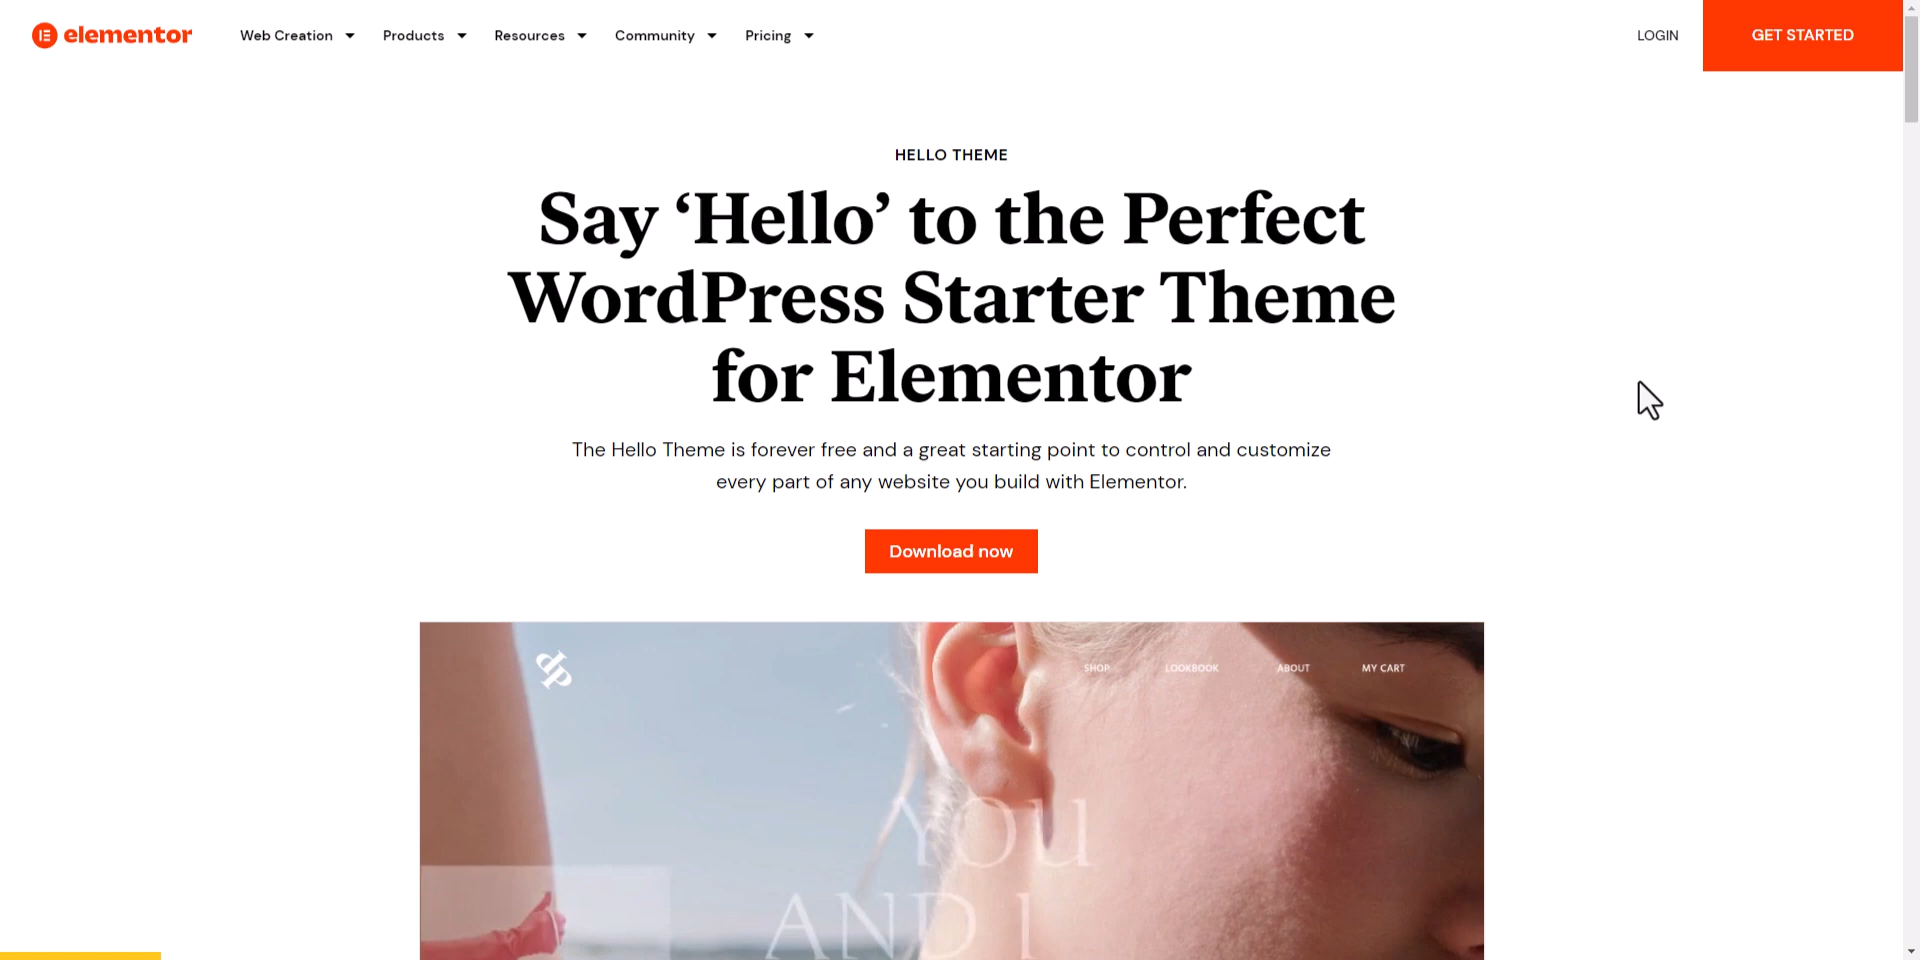 elementor
Web Creation
Products
Resources
Community
Pricing
LOGIN
GET STARTED
HELLO THEME
Say ‘Hello’ to the Perfect
WordPress Starter Theme
for Elementor
The Hello Theme is forever free and a great starting point to control and customize
every part of any website you build with Elementor.
Download now
SHOP
LOOKBOOK
ABOUT
MY CART
YOU
AND I